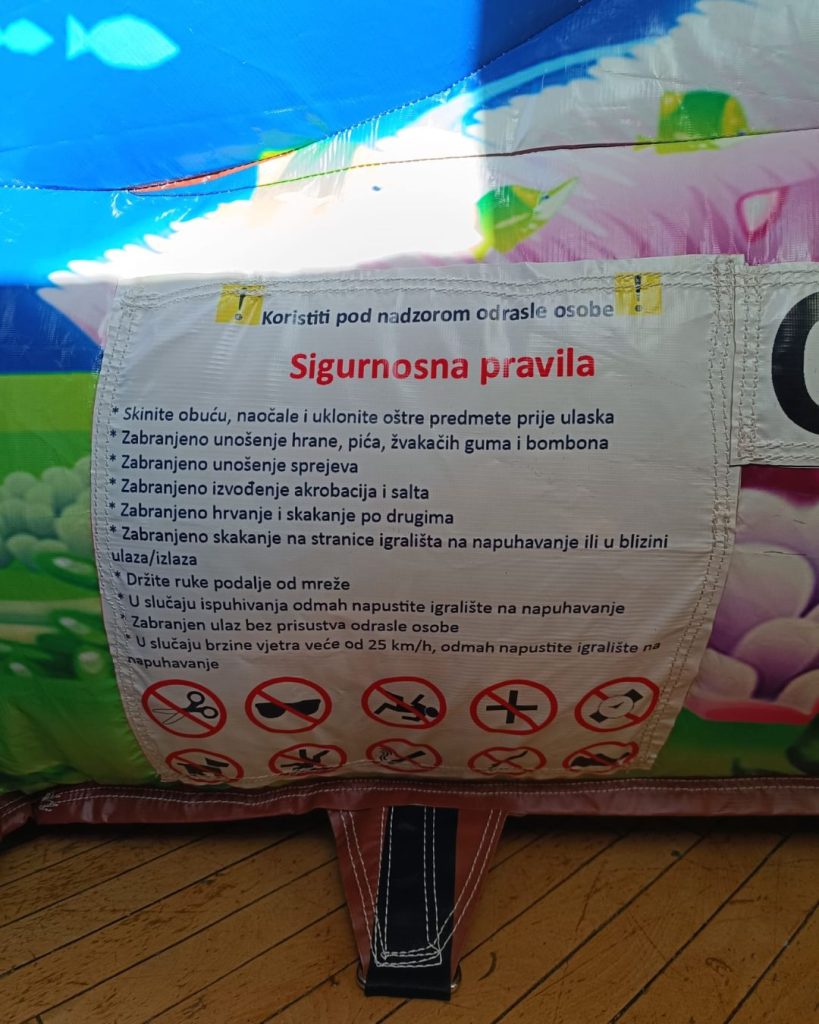 Koristiti pod nadzorom odrasle osobe
Sigurnosna pravila
* Skinite obuću, naočale i uklonite oštre predmete prije ulaska
* Zabranjeno unošenje hrane, pića, žvakačih guma i bombona
* Zabranjeno unošenje sprejeva
* Zabranjeno izvođenje akrobacija i salta
* Zabranjeno hrvanje i skakanje po drugima
* Zabranjeno skakanje na stranice igrališta na napuhavanje ili u blizini
ulaza/izlaza
* Držite ruke podalje od mreže
* U slučaju ispuhivanja odmah napustite igralište na napuhavanje
* Zabranjen ulaz bez prisustva odrasle osobe
* U slučaju brzine vjetra veće od 25 km/h, odmah napustite igralište na
napuhavanje